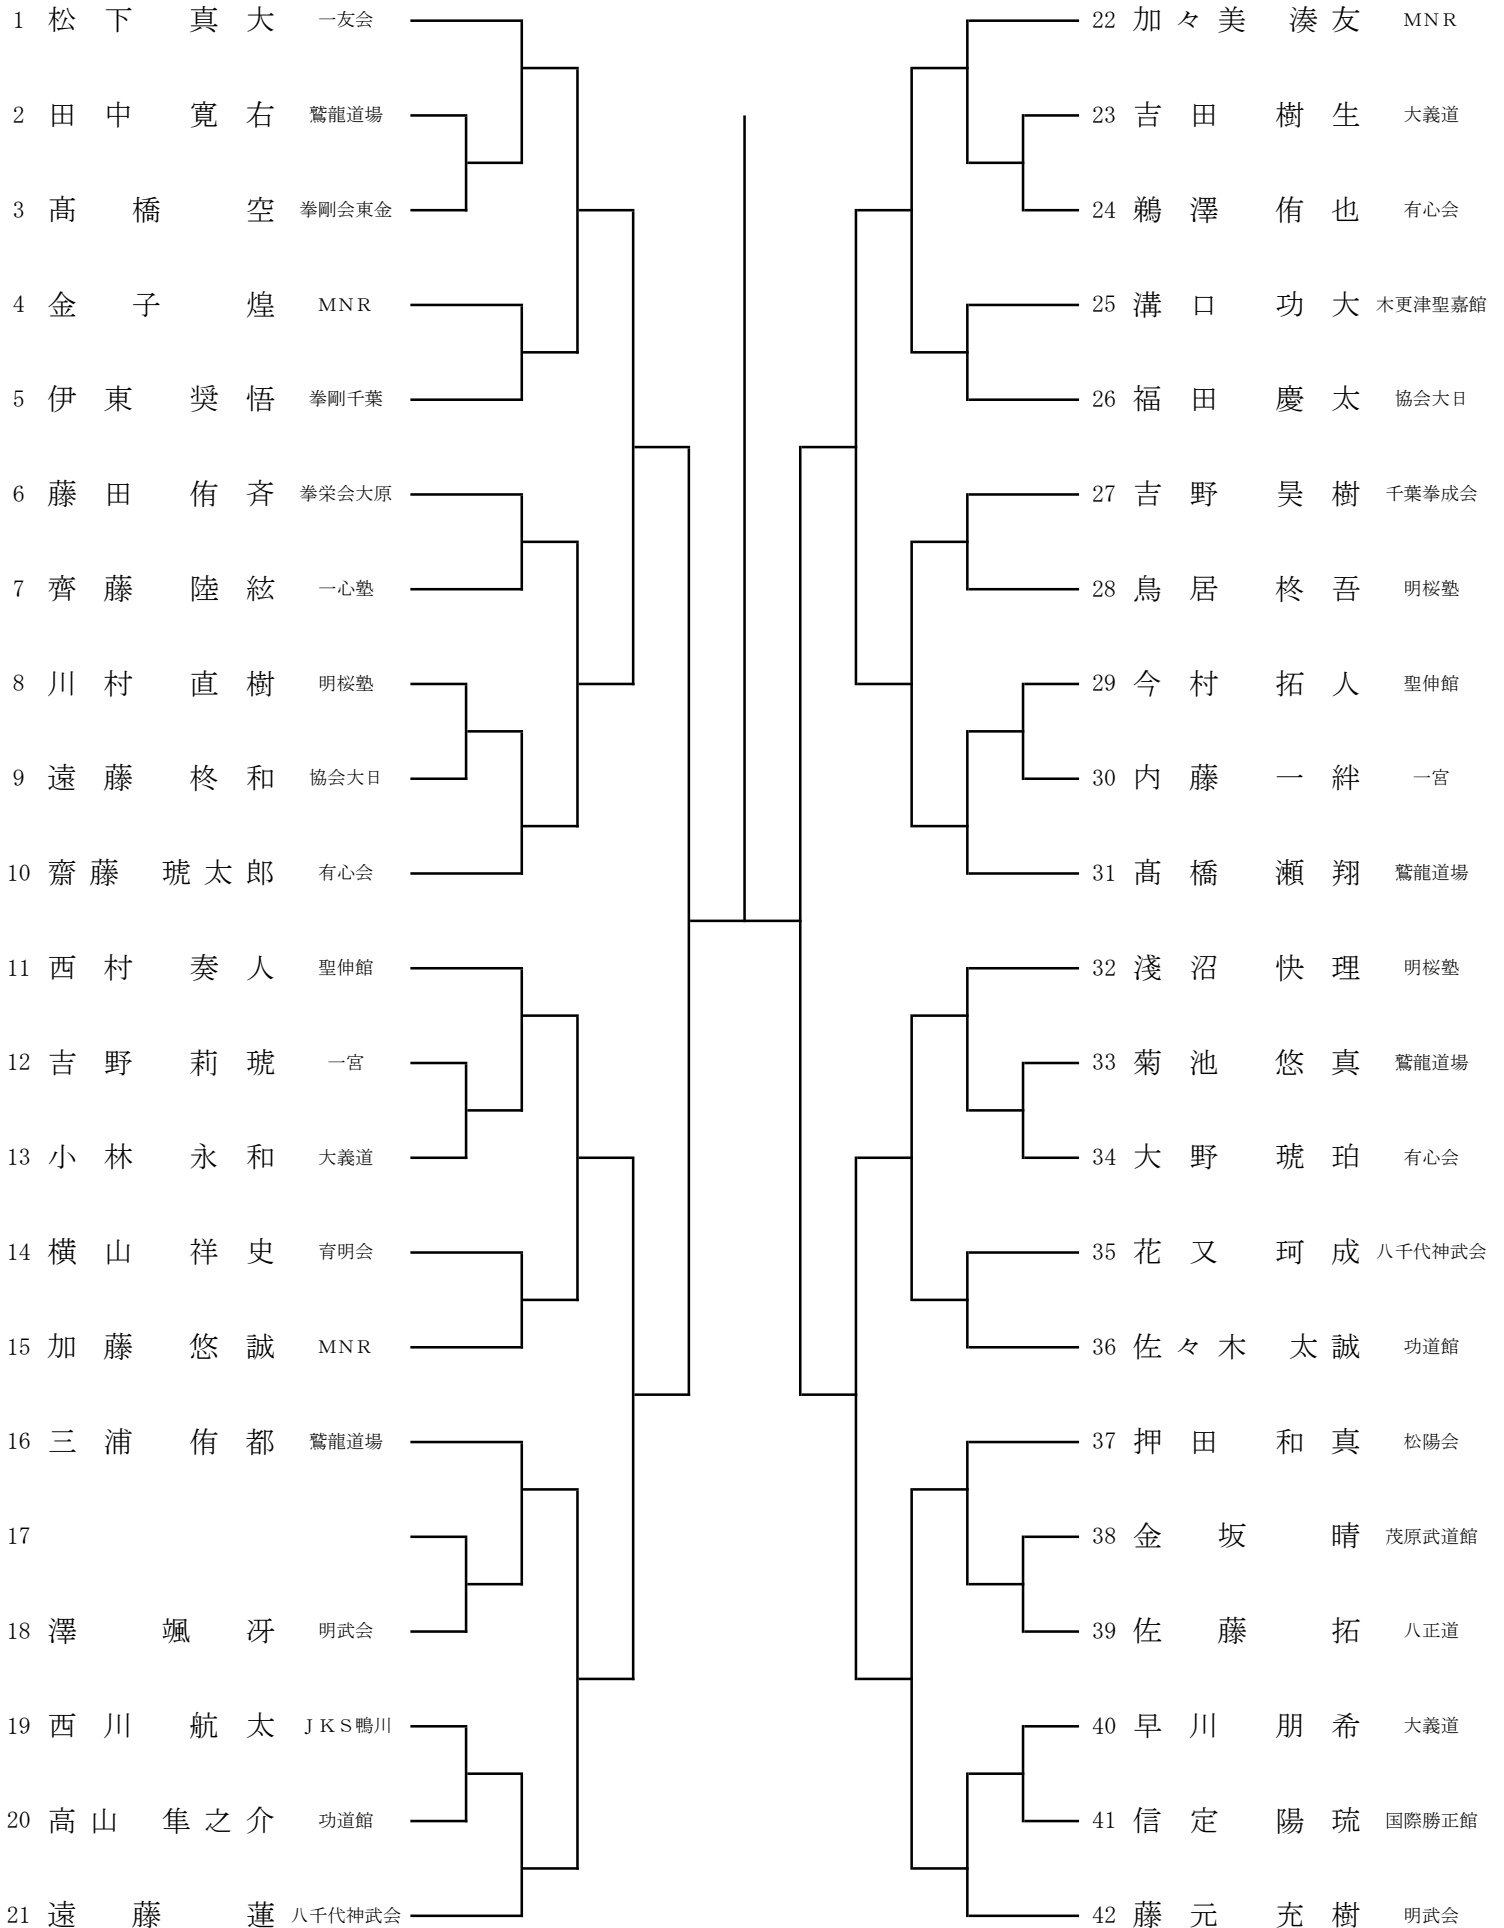 1 松下 真大 一友会
2 田中 寛右 鷲龍道場
3 髙橋 空 拳剛会東金
4 金子 煌 MNR
5 伊東 奨悟 拳剛千葉
6 藤田 侑斉 拳栄会大原
7 齊藤 陸絃 一心塾
8 川村 直樹 明桜塾
9 遠藤 柊和 協会大日
10 齋藤 琥太郎 有心会
11 西村 奏人 聖伸館
12 吉野 莉琥 一宮
13 小林 永和 大義道
14 横山 祥史 育明会
15 加藤 悠誠 MNR
16 三浦 侑都 鷲龍道場
17
18 澤 颯冴 明武会
19 西川 航太 JKS鴨川
20 高山 隼之介 功道館
21 遠藤 蓮 八千代神武会
22 加々美 湊友 MNR
23 吉田 樹生 大義道
24 鵜澤 侑也 有心会
25 溝口 功大 木更津聖嘉館
26 福田 慶太 協会大日
27 吉野 昊樹 千葉拳成会
28 鳥居 柊吾 明桜塾
29 今村 拓人 聖伸館
30 内藤 一絆 一宮
31 髙橋 瀬翔 鷲龍道場
32 淺沼 快理 明桜塾
33 菊池 悠真 鷲龍道場
34 大野 琥珀 有心会
35 花又 珂成 八千代神武会
36 佐々木 太誠 功道館
37 押田 和真 松陽会
38 金坂 晴 茂原武道館
39 佐藤 拓 八正道
40 早川 朋希 大義道
41 信定 陽琉 国際勝正館
42 藤元 充樹 明武会